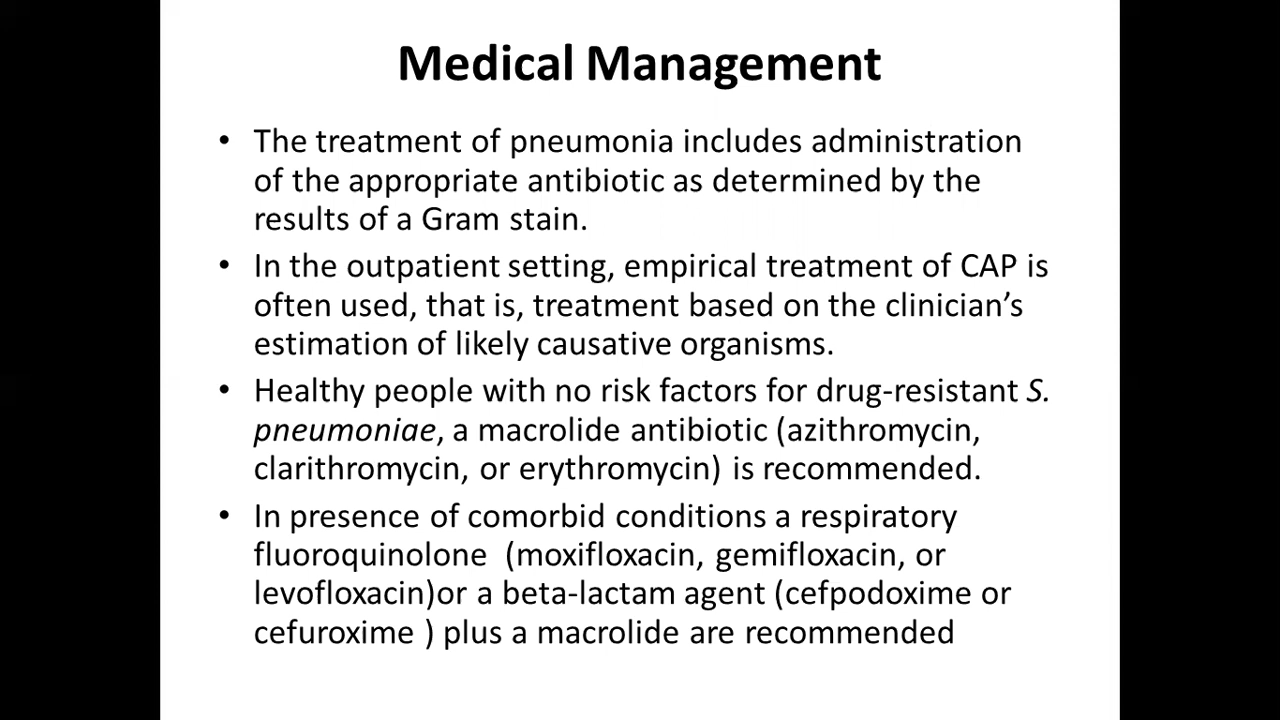 Medical Management
• The treatment of pneumonia includes administration
of the appropriate antibiotic as determined by the
results of a Gram stain.
• In the outpatient setting, empirical treatment of CAP is
often used, that is, treatment based on the clinician’s
estimation of likely causative organisms.
• Healthy people with no risk factors for drug-resistant S.
pneumoniae, a macrolide antibiotic (azithromycin,
clarithromycin, or erythromycin) is recommended.
• In presence of comorbid conditions a respiratory
fluoroquinolone  (moxifloxacin, gemifloxacin, or
levofloxacin)or a beta-lactam agent (cefpodoxime or
cefuroxime ) plus a macrolide are recommended